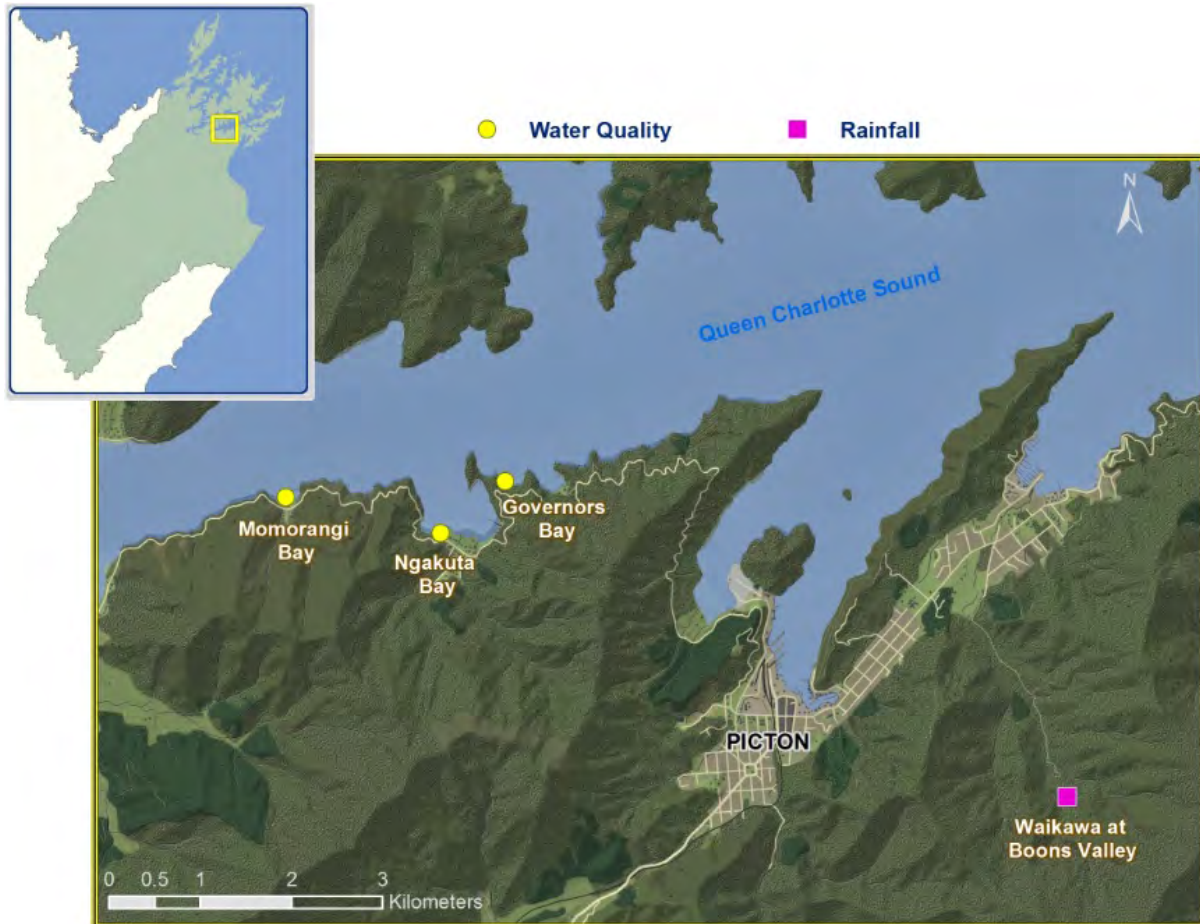 Water Quality
Rainfall
N
Queen Charlotte Sound
Momorangi
Bay
Ngakuta
Bay
Governors
Bay
PICTON
Waikawa at
Boons Valley
0 0.5 1 2 3
Kilometers